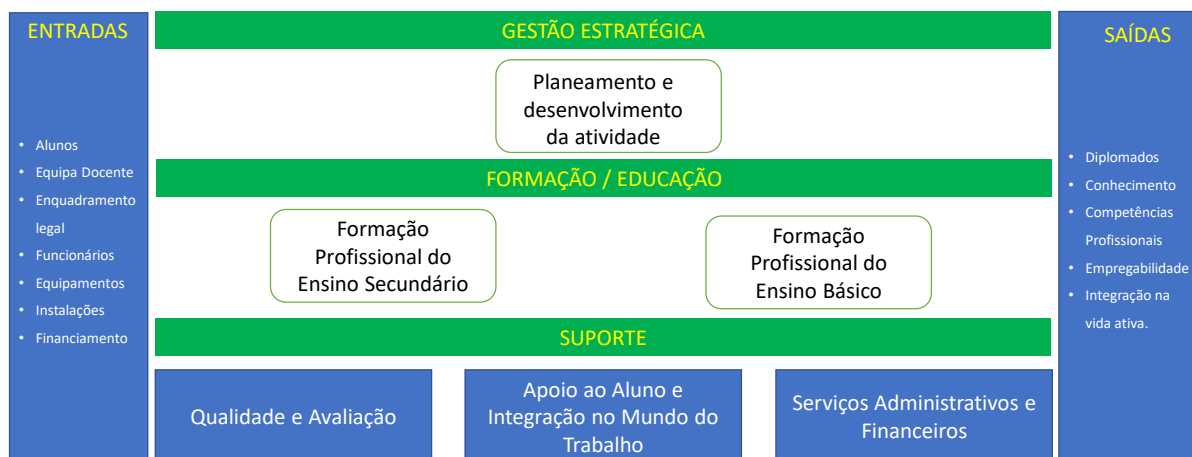 ENTRADAS
• Alunos
• Equipa Docente
• Enquadramento
legal
• Funcionários
• Equipamentos
• Instalações
• Financiamento
GESTÃO ESTRATÉGICA
Planeamento e
desenvolvimento
da atividade
FORMAÇÃO / EDUCAÇÃO
Formação
Profissional do
Ensino Secundário
Formação
Profissional do
Ensino Básico
SUPORTE
Qualidade e Avaliação
Apoio ao Aluno e
Integração no Mundo do
Trabalho
Serviços Administrativos e
Financeiros
SAÍDAS
• Diplomados
• Conhecimento
• Competências
Profissionais
• Empregabilidade
• Integração na
vida ativa.